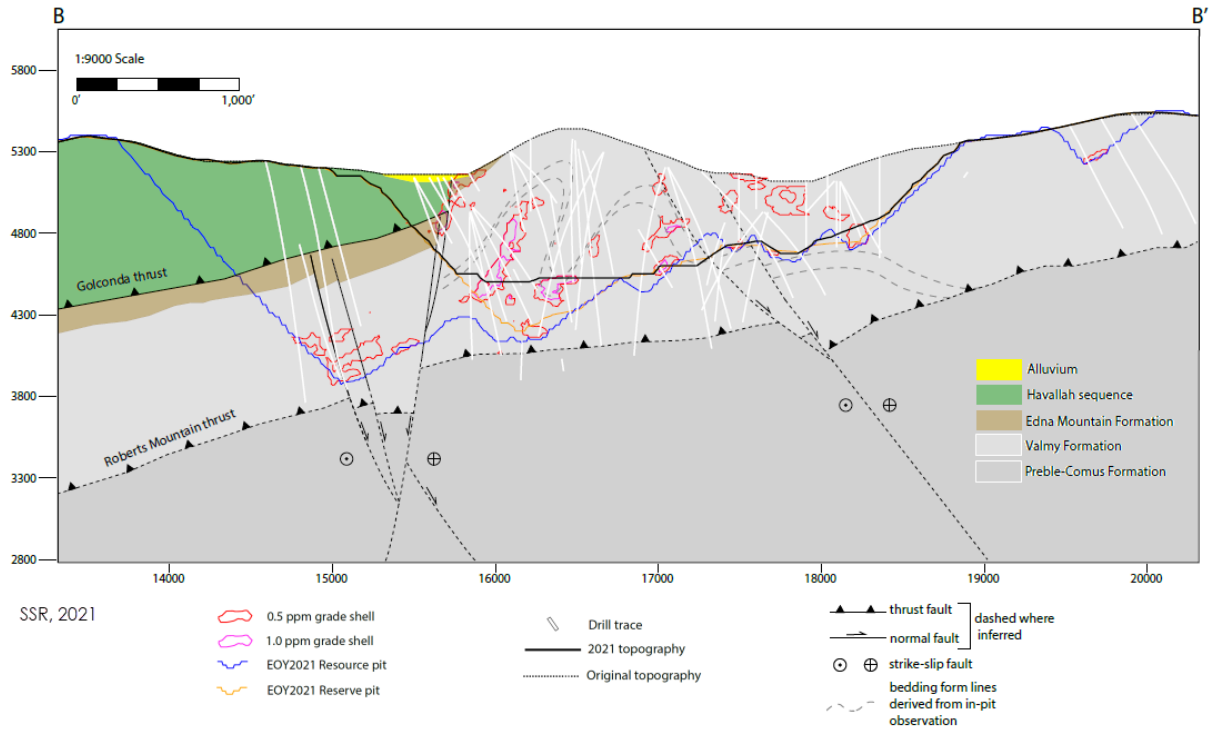 B
B'
1:9000 Scale
0'
1,000'
5800
5300
4800
4300
3800
3300
2800
Golconda thrust
Roberts Mountain thrust
Alluvium
Havallah sequence
Edna Mountain Formation
Valmy Formation
Preble-Comus Formation
14000
15000
16000
17000
18000
19000
20000
SSR, 2021
0.5 ppm grade shell
1.0 ppm grade shell
EOY2021 Resource pit
EOY2021 Reserve pit
Drill trace
2021 topography
Original topography
thrust fault
normal fault
dashed where
inferred
strike-slip fault
bedding form lines
derived from in-pit
observation